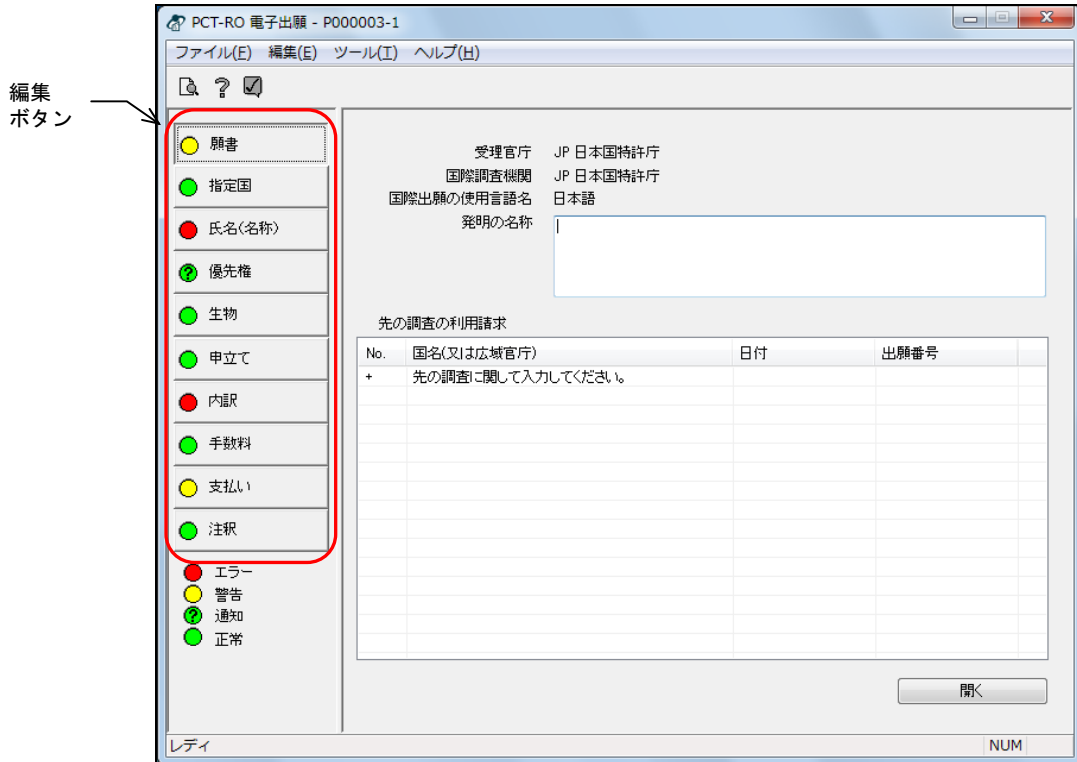 PCT-RO 電子出願 - P000003-1
ファイル(F) 編集(E) ツール(T) ヘルプ(H)
編集
ボタン
願書
指定国
氏名(名称)
優先権
生物
申立て
内訳
手数料
支払い
注釈
エラー
警告
通知
正常
受理官庁 JP 日本国特許庁
国際調査機関 JP 日本国特許庁
国際出願の使用言語名 日本語
発明の名称
先の調査の利用請求
No. 国名(又は広域官庁) 日付 出願番号
+ 先の調査に関して入力してください。
開く
レディ NUM